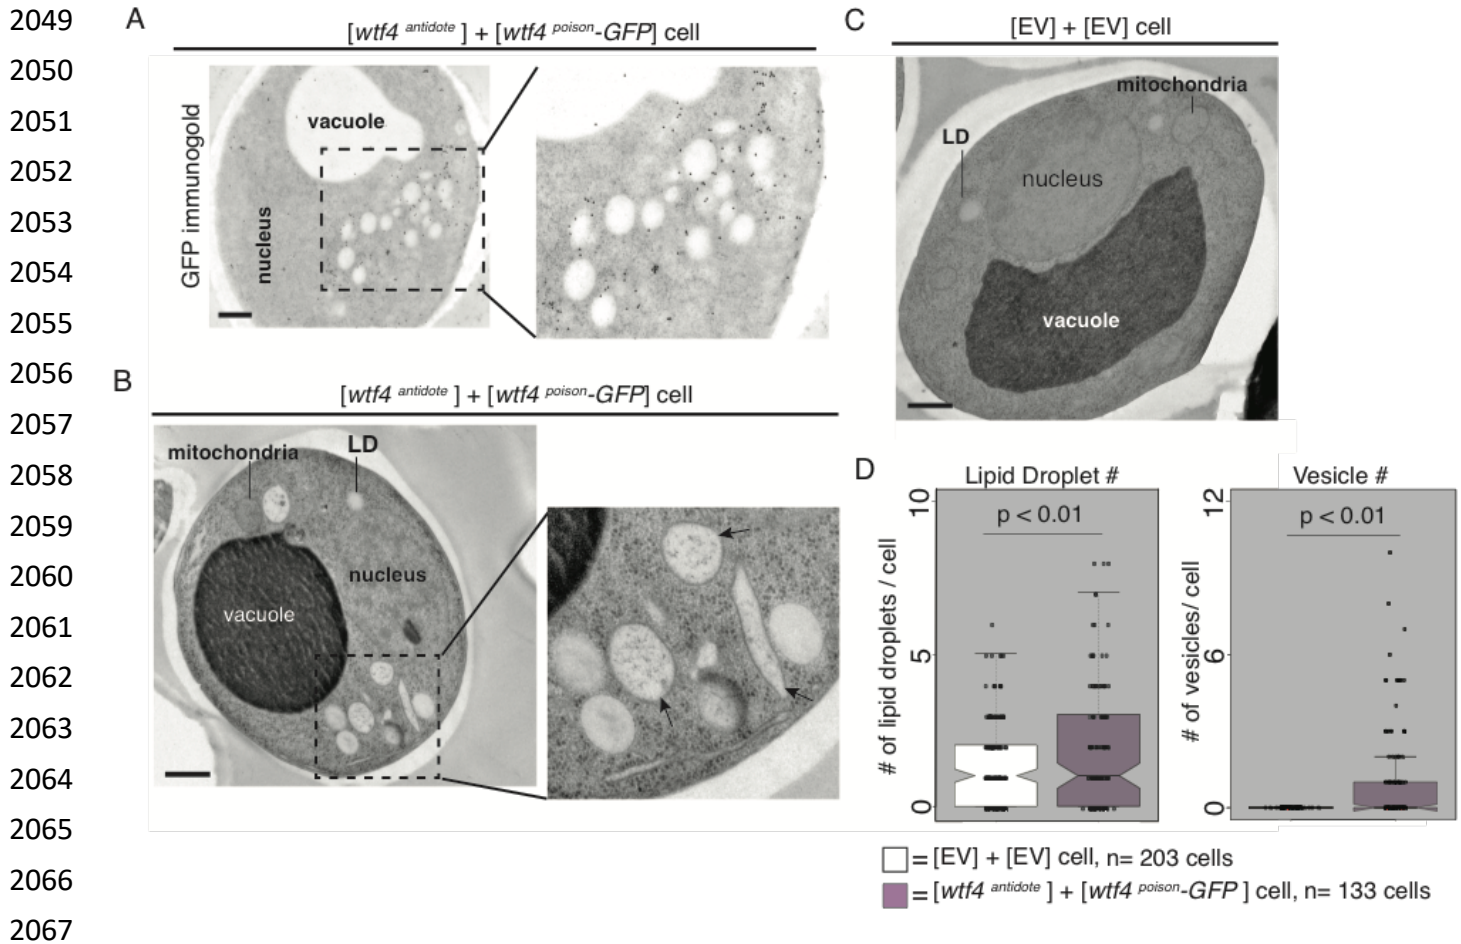 2049
2050
2051
2052
2053
2054
2055
2056
2057
2058
2059
2060
2061
2062
2063
2064
2065
2066
2067
A
[wtf4 antidote ] + [wtf4 poison-GFP] cell
GFP immunogold
vacuole
nucleus
B
[wtf4 antidote ] + [wtf4 poison-GFP] cell
mitochondria
LD
nucleus
vacuole
C
[EV] + [EV] cell
mitochondria
LD
nucleus
vacuole
D
Lipid Droplet #
p < 0.01
# of lipid droplets / cell
10
5
0
Vesicle #
p < 0.01
# of vesicles/ cell
12
6
0
= [EV] + [EV] cell, n= 203 cells
= [wtf4 antidote ] + [wtf4 poison-GFP ] cell, n= 133 cells